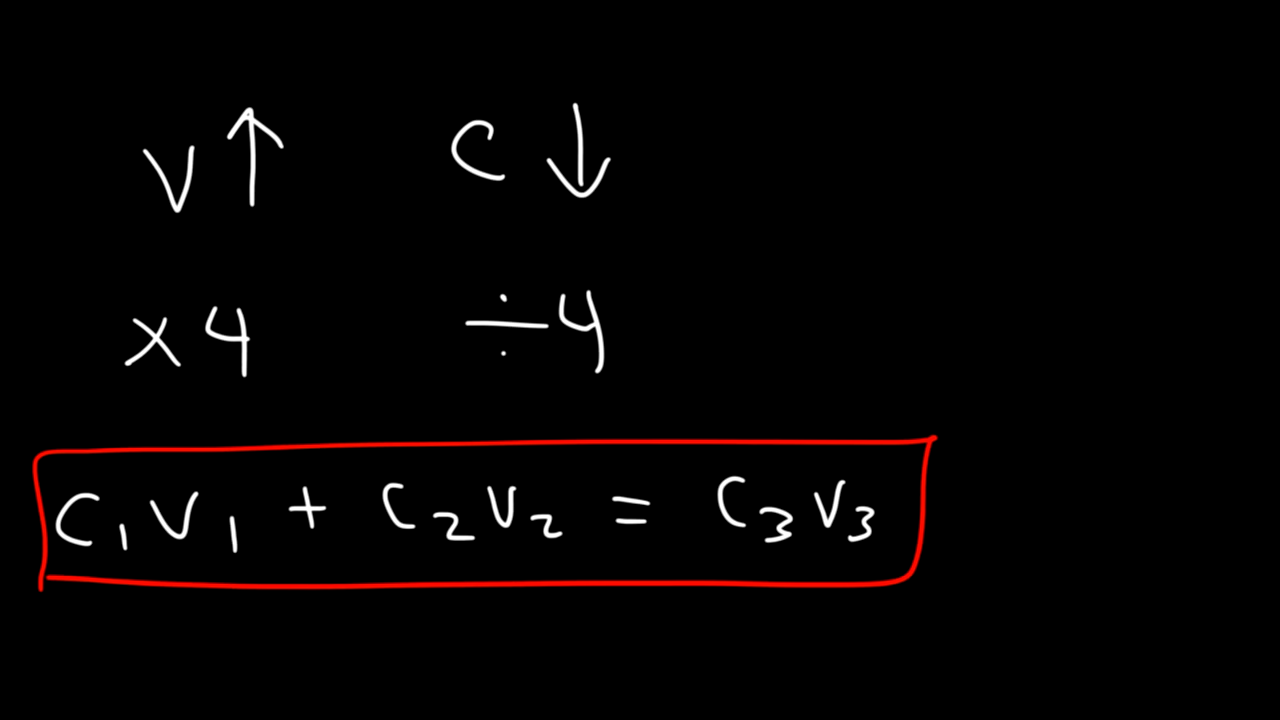 V ↑ C ↓
×4 ÷4
C₁V₁ + C₂V₂ = C₃V₃